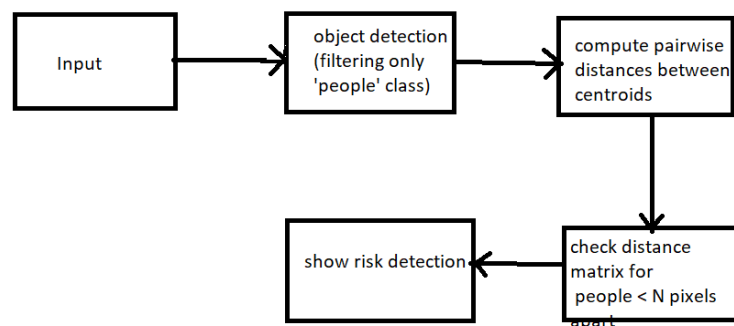 Input
object detection
(filtering only
'people' class)
compute pairwise
distances between
centroids
check distance
matrix for
people < N pixels
apart
show risk detection